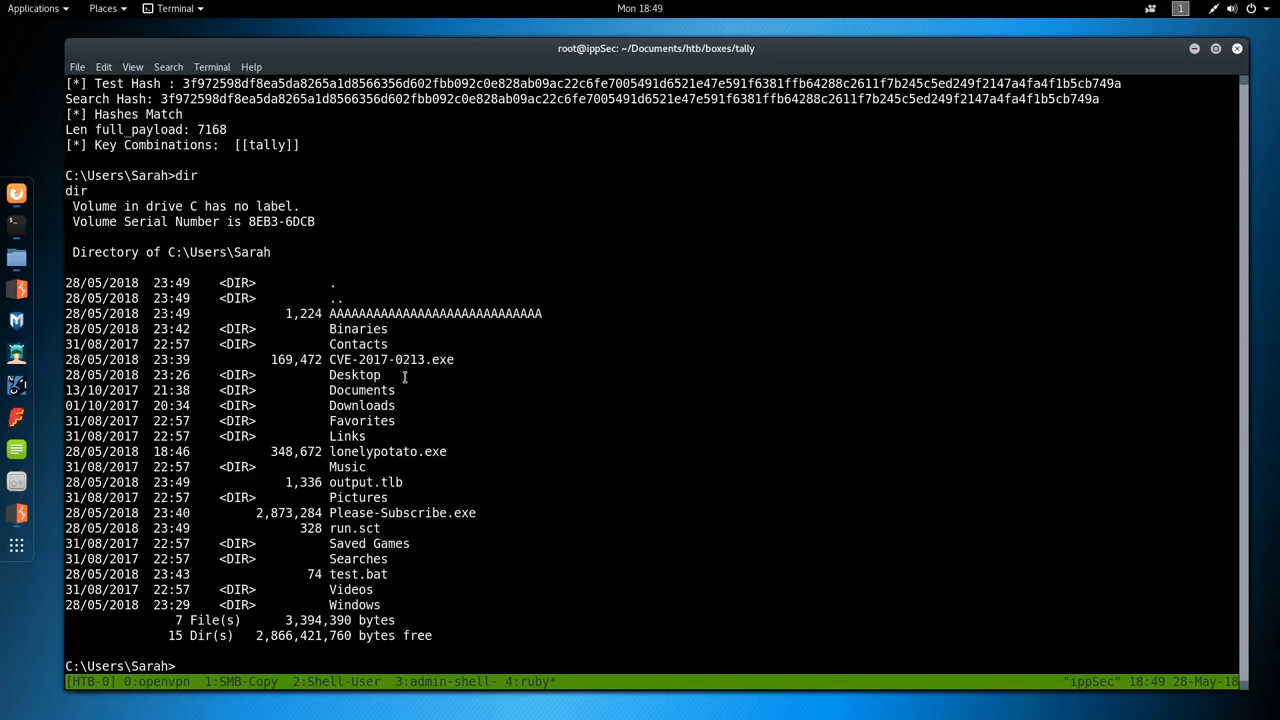 Applications Places Terminal Mon 18:49 1
root@ippSec: ~/Documents/htb/boxes/tally
File Edit View Search Terminal Help
[*] Test Hash : 3f972598df8ea5da8265a1d8566356d602fbb092c0e828ab09ac22c6fe7005491d6521e47e591f6381ffb64288c2611f7b245c5ed249f2147a4fa4f1b5cb749a
Search Hash: 3f972598df8ea5da8265a1d8566356d602fbb092c0e828ab09ac22c6fe7005491d6521e47e591f6381ffb64288c2611f7b245c5ed249f2147a4fa4f1b5cb749a
[*] Hashes Match
Len full_payload: 7168
[*] Key Combinations:  [[tally]]
C:\Users\Sarah>dir
dir
 Volume in drive C has no label.
 Volume Serial Number is 8EB3-6DCB
 Directory of C:\Users\Sarah
28/05/2018  23:49    <DIR>          .
28/05/2018  23:49    <DIR>          ..
28/05/2018  23:49             1,224 AAAAAAAAAAAAAAAAAAAAAAAAAAAAA
28/05/2018  23:42    <DIR>          Binaries
31/08/2017  22:57    <DIR>          Contacts
28/05/2018  23:39           169,472 CVE-2017-0213.exe
28/05/2018  23:26    <DIR>          Desktop
13/10/2017  21:38    <DIR>          Documents
01/10/2017  20:34    <DIR>          Downloads
31/08/2017  22:57    <DIR>          Favorites
31/08/2017  22:57    <DIR>          Links
28/05/2018  18:46           348,672 lonelypotato.exe
31/08/2017  22:57    <DIR>          Music
28/05/2018  23:49             1,336 output.tlb
31/08/2017  22:57    <DIR>          Pictures
28/05/2018  23:40         2,873,284 Please-Subscribe.exe
28/05/2018  23:49               328 run.sct
31/08/2017  22:57    <DIR>          Saved Games
31/08/2017  22:57    <DIR>          Searches
28/05/2018  23:43                74 test.bat
31/08/2017  22:57    <DIR>          Videos
28/05/2018  23:29    <DIR>          Windows
               7 File(s)      3,394,390 bytes
              15 Dir(s)   2,866,421,760 bytes free
C:\Users\Sarah>
[HTB-0] 0:openvpn  1:SMB-Copy  2:Shell-User  3:admin-shell- 4:ruby* "ippSec" 18:49 28-May-18